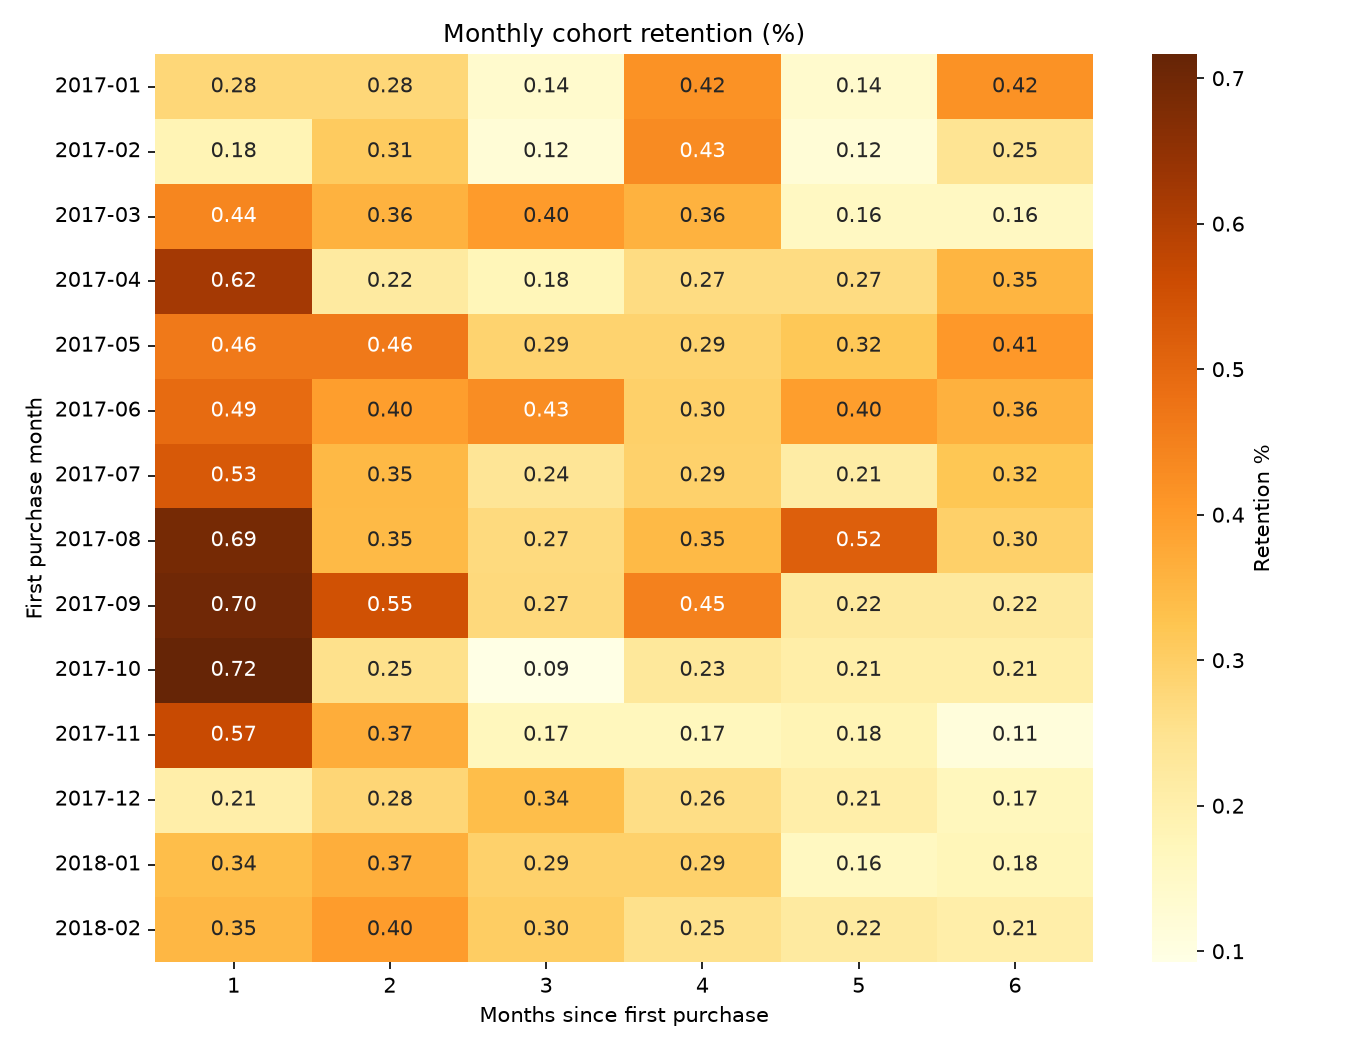 Monthly cohort retention (%)
2017-01 0.28 0.28 0.14 0.42 0.14 0.42
2017-02 0.18 0.31 0.12 0.43 0.12 0.25
2017-03 0.44 0.36 0.40 0.36 0.16 0.16
2017-04 0.62 0.22 0.18 0.27 0.27 0.35
2017-05 0.46 0.46 0.29 0.29 0.32 0.41
2017-06 0.49 0.40 0.43 0.30 0.40 0.36
2017-07 0.53 0.35 0.24 0.29 0.21 0.32
2017-08 0.69 0.35 0.27 0.35 0.52 0.30
2017-09 0.70 0.55 0.27 0.45 0.22 0.22
2017-10 0.72 0.25 0.09 0.23 0.21 0.21
2017-11 0.57 0.37 0.17 0.17 0.18 0.11
2017-12 0.21 0.28 0.34 0.26 0.21 0.17
2018-01 0.34 0.37 0.29 0.29 0.16 0.18
2018-02 0.35 0.40 0.30 0.25 0.22 0.21
1 2 3 4 5 6
Months since first purchase
First purchase month
0.7
0.6
0.5
0.4
0.3
0.2
0.1
Retention %